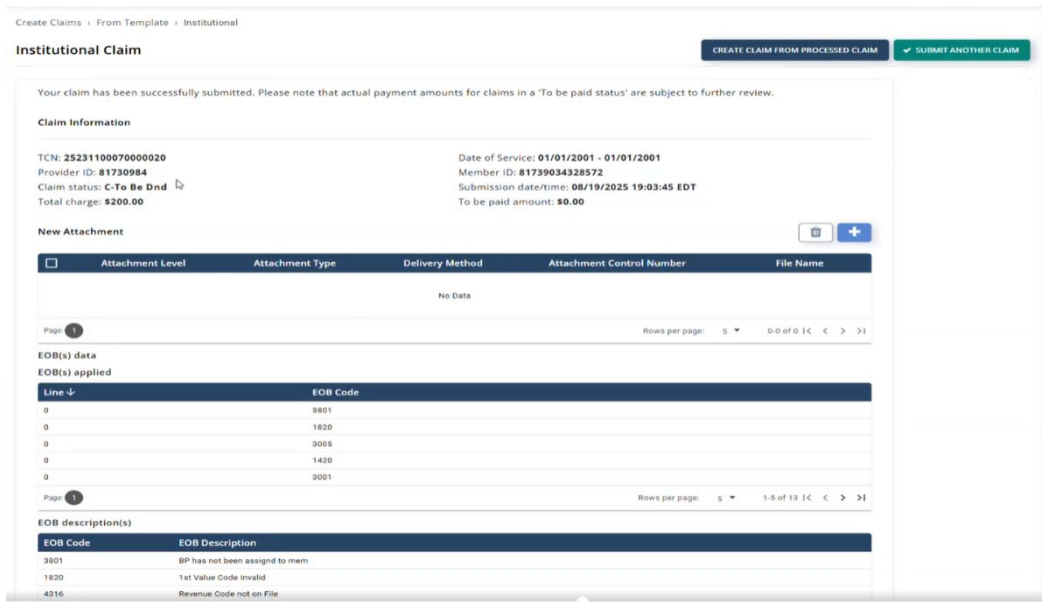 Create Claims › From Template › Institutional
Institutional Claim
CREATE CLAIM FROM PROCESSED CLAIM
✔ SUBMIT ANOTHER CLAIM
Your claim has been successfully submitted. Please note that actual payment amounts for claims in a 'To be paid status' are subject to further review.
Claim Information
TCN: 25231100070000020 Date of Service: 01/01/2001 - 01/01/2001
Provider ID: 81730984 Member ID: 81739034328572
Claim status: C-To Be Dnd Submission date/time: 08/19/2025 19:03:45 EDT
Total charge: $200.00 To be paid amount: $0.00
New Attachment
Attachment Level Attachment Type Delivery Method Attachment Control Number File Name
No Data
Page: 1 Rows per page: 5 0-0 of 0
EOB(s) data
EOB(s) applied
Line EOB Code
0 3801
0 1820
0 3005
0 1420
0 3001
Page: 1 Rows per page: 5 1-5 of 13
EOB description(s)
EOB Code EOB Description
3801 BP has not been assignd to mem
1820 1st Value Code Invalid
4316 Revenue Code not on File